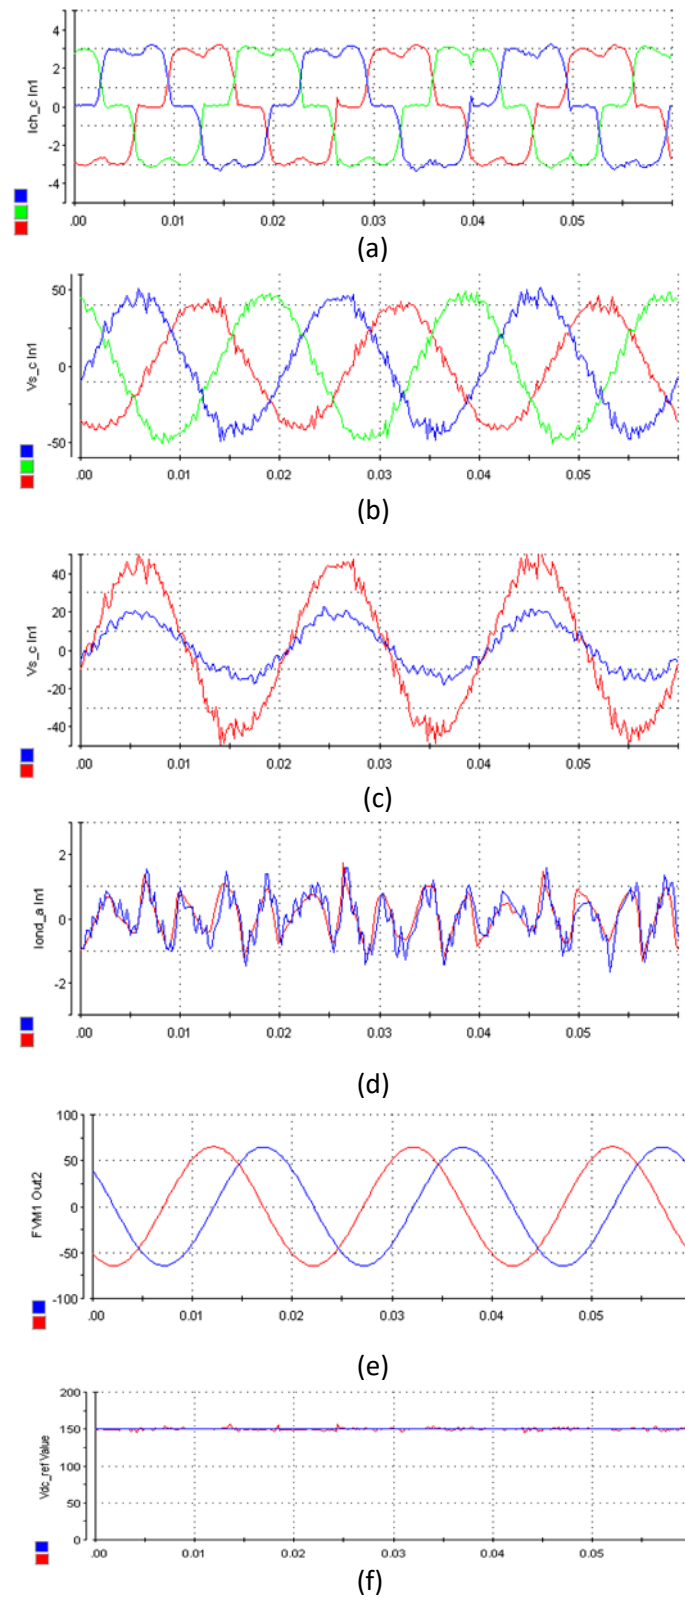 4
2
0
-2
-4
Ich_c In1
.00 0.01 0.02 0.03 0.04 0.05
(a)
50
0
-50
Vs_c In1
.00 0.01 0.02 0.03 0.04 0.05
(b)
40
20
0
-20
-40
Vs_c In1
.00 0.01 0.02 0.03 0.04 0.05
(c)
2
0
-2
Iond_a In1
.00 0.01 0.02 0.03 0.04 0.05
(d)
100
50
0
-50
-100
FVM1 Out2
.00 0.01 0.02 0.03 0.04 0.05
(e)
200
150
100
50
0
Vdc_ref Value
.00 0.01 0.02 0.03 0.04 0.05
(f)